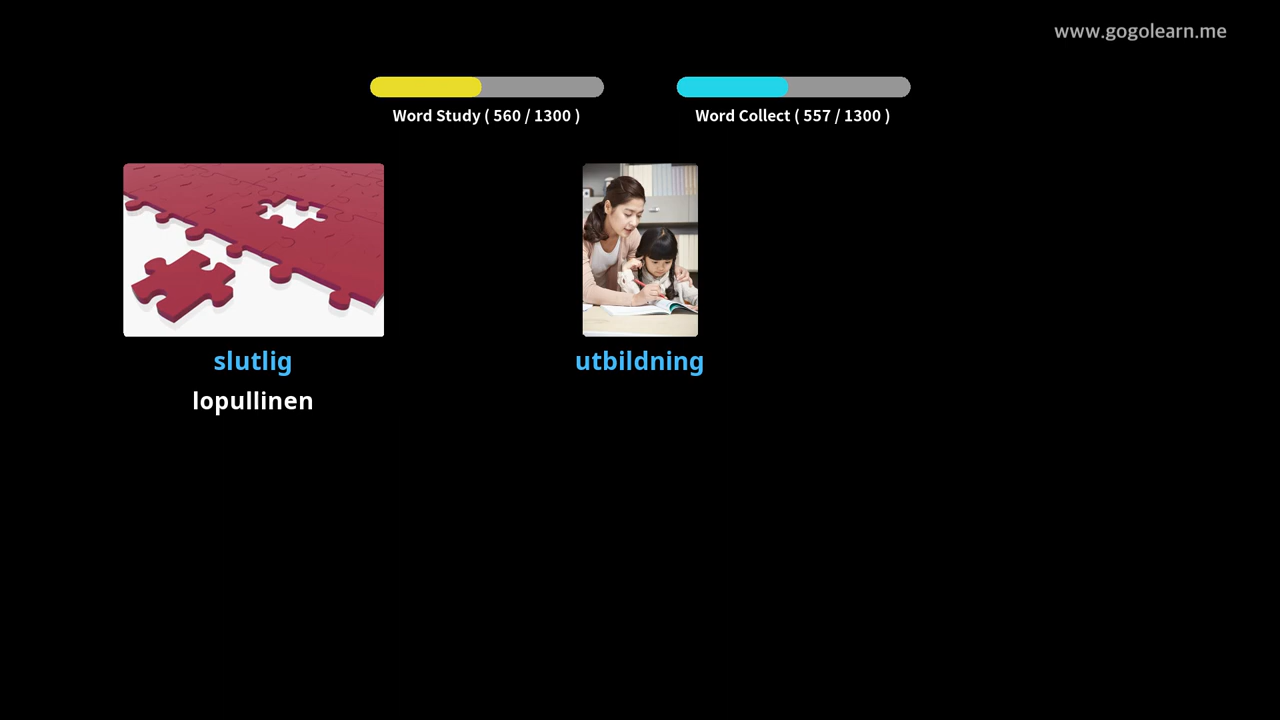 www.gogolearn.me
Word Study ( 560 / 1300 )
Word Collect ( 557 / 1300 )
slutlig
utbildning
lopullinen